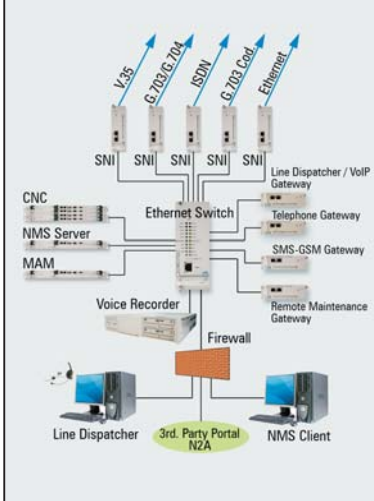 V.35
G.703/G.704
ISDN
G.703 Cod.
Ethernet
SNI
SNI
SNI
SNI
SNI
Line Dispatcher / VoIP
Gateway
CNC
Ethernet Switch
Telephone Gateway
NMS Server
SMS-GSM Gateway
MAM
Voice Recorder
Remote Maintenance
Gateway
Firewall
Line Dispatcher
3rd. Party Portal
N2A
NMS Client